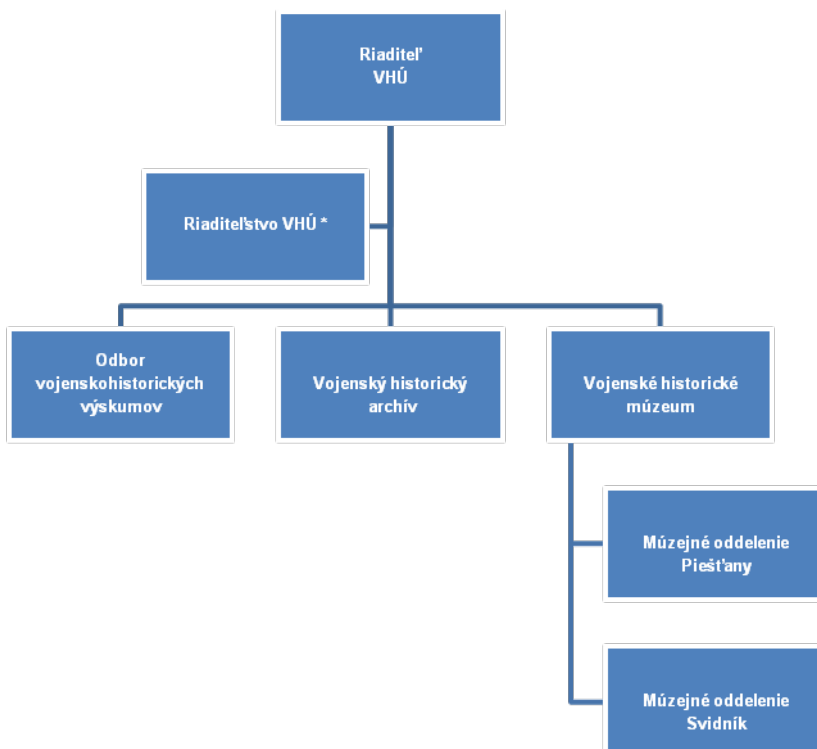 Riaditeľ
VHÚ
Riaditeľstvo VHÚ *
Odbor
vojenskohistorických
výskumov
Vojenský historický
archív
Vojenské historické
múzeum
Múzejné oddelenie
Piešťany
Múzejné oddelenie
Svidník